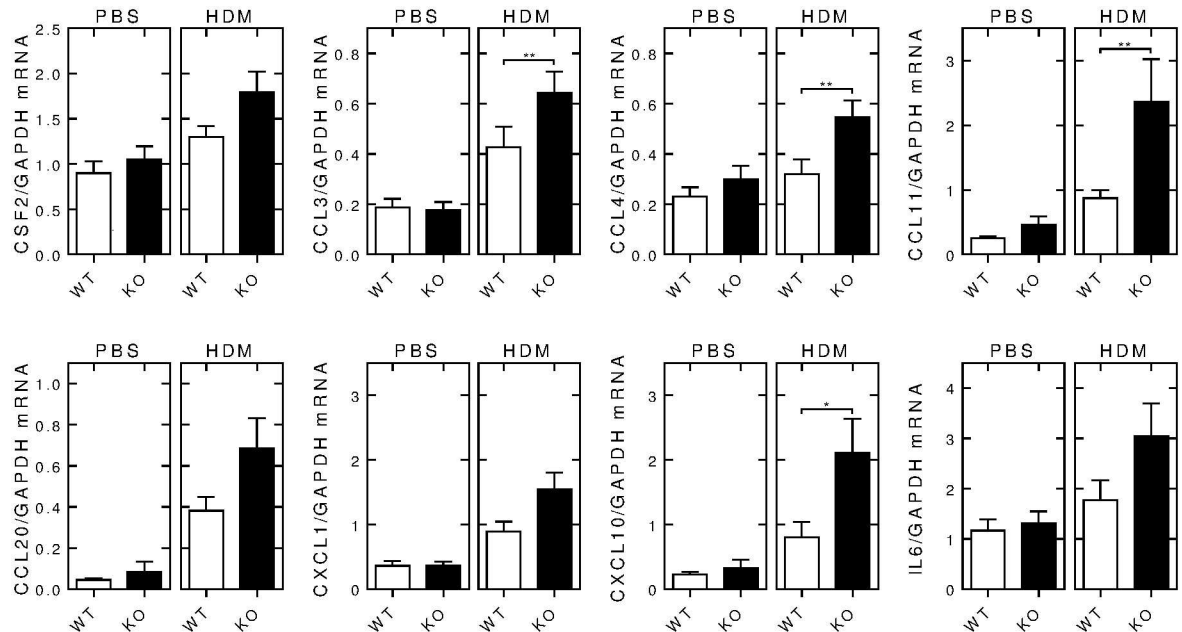 PBS HDM
CSF2/GAPDH mRNA
2.5
2.0
1.5
1.0
0.5
0.0
WT KO WT KO
PBS HDM
CCL3/GAPDH mRNA
0.8
0.6
0.4
0.2
0.0
**
WT KO WT KO
PBS HDM
CCL4/GAPDH mRNA
0.8
0.6
0.4
0.2
0.0
**
WT KO WT KO
PBS HDM
CCL11/GAPDH mRNA
3
2
1
0
**
WT KO WT KO
PBS HDM
CCL20/GAPDH mRNA
1.0
0.8
0.6
0.4
0.2
0.0
WT KO WT KO
PBS HDM
CXCL1/GAPDH mRNA
3
2
1
0
WT KO WT KO
PBS HDM
CXCL10/GAPDH mRNA
3
2
1
0
*
WT KO WT KO
PBS HDM
IL6/GAPDH mRNA
4
3
2
1
0
WT KO WT KO